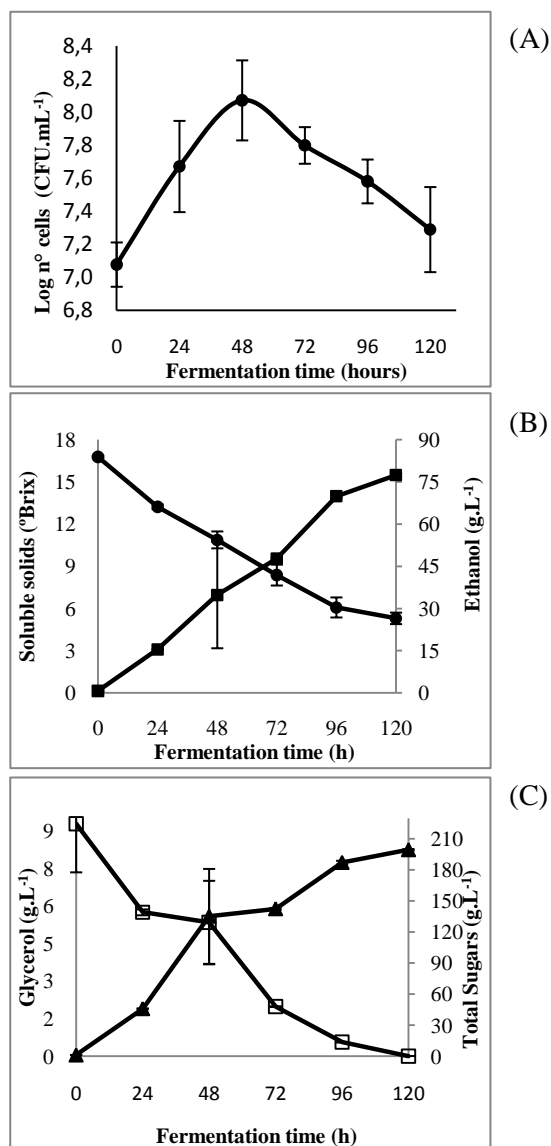 (A)
Log n° cells (CFU.mL⁻¹)
8,4
8,2
8,0
7,8
7,6
7,4
7,2
7,0
6,8
0 24 48 72 96 120
Fermentation time (hours)
(B)
Soluble solids (ºBrix)
18
15
12
9
6
3
0
90
75
60
45
30
15
0
Ethanol (g.L⁻¹)
0 24 48 72 96 120
Fermentation time (h)
(C)
Glycerol (g.L⁻¹)
9
8
6
5
3
2
0
210
180
150
120
90
60
30
0
Total Sugars (g.L⁻¹)
0 24 48 72 96 120
Fermentation time (h)